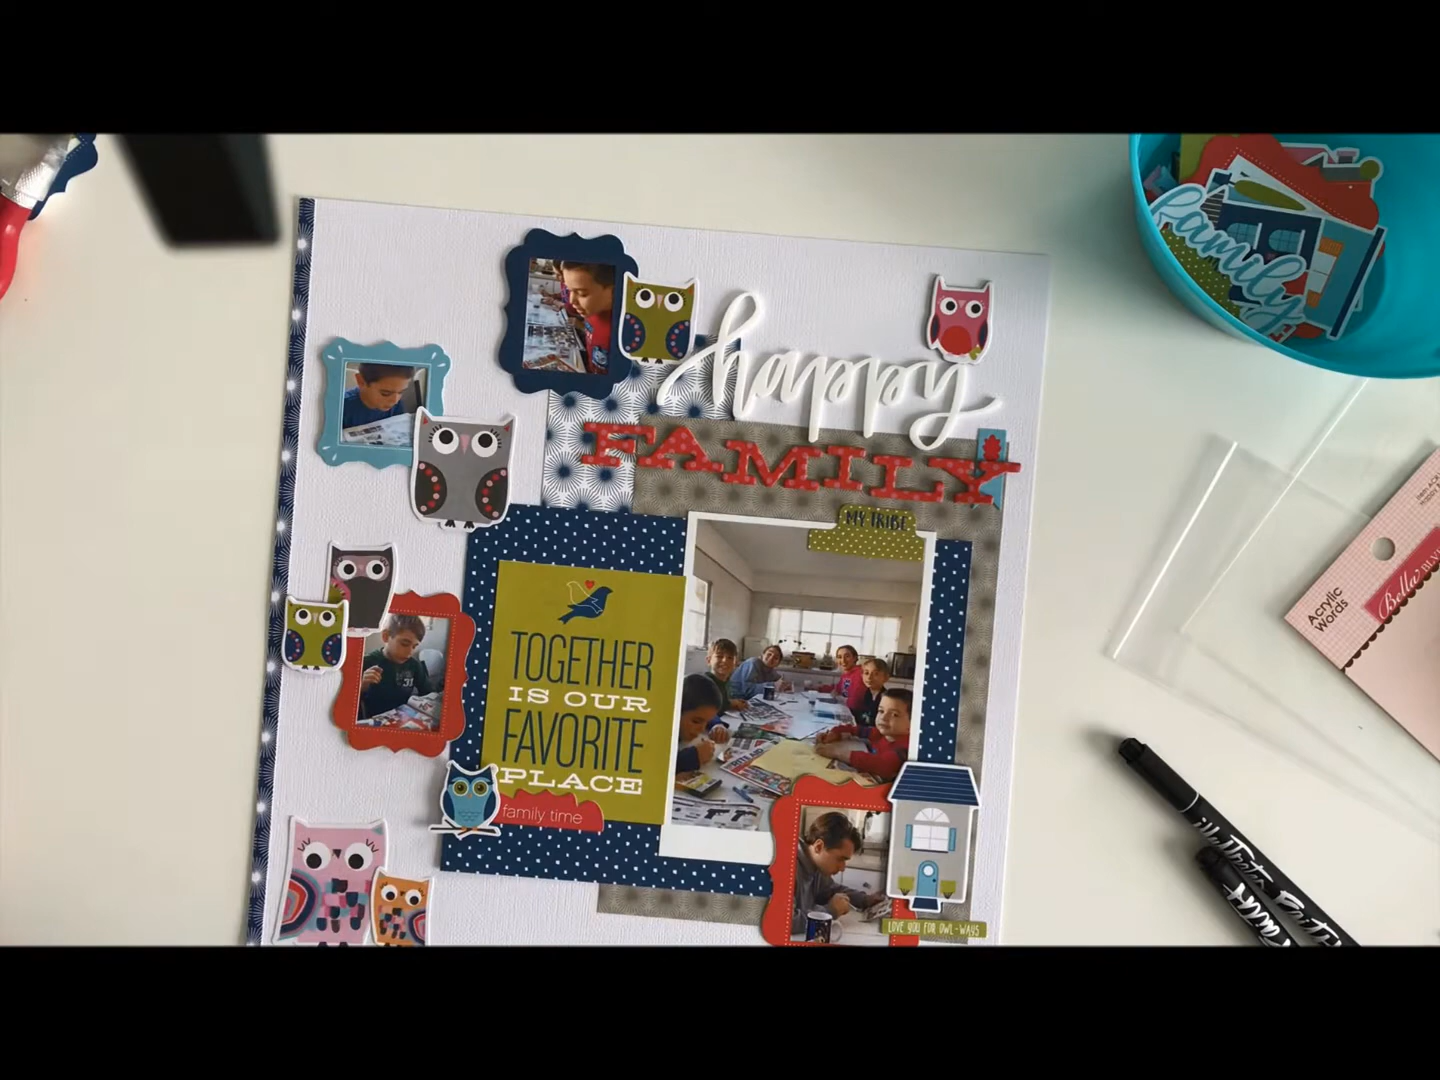 family
happy
FAMILY
MY TRIBE
TOGETHER
IS OUR
FAVORITE
PLACE
family time
LOVE YOU FOR OWL-WAYS
Acrylic
Words
Bella BLVD